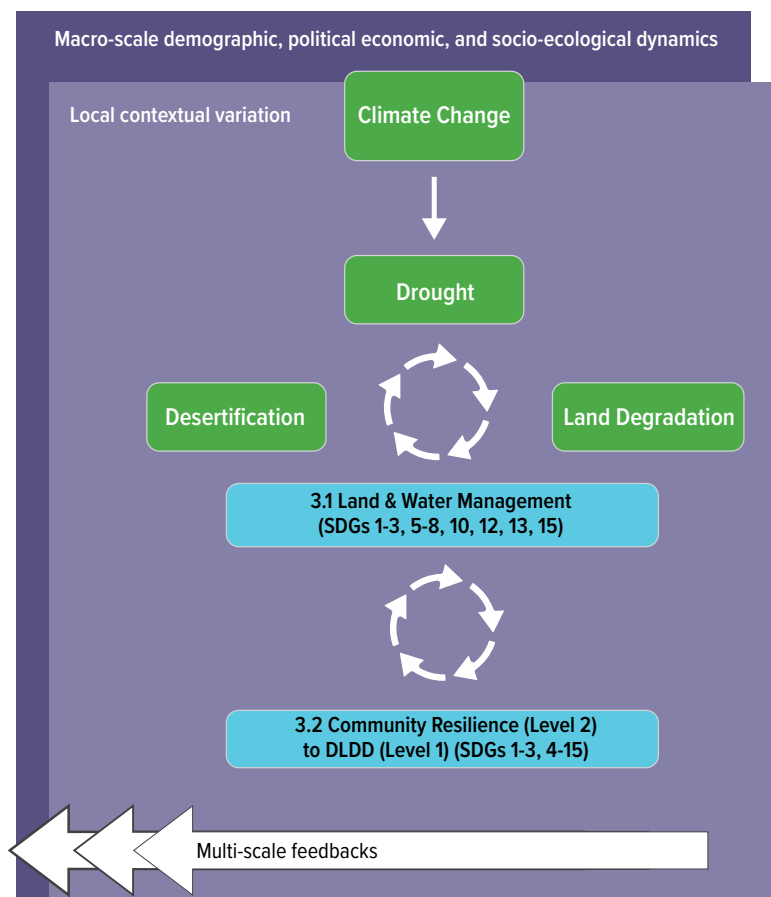 Macro-scale demographic, political economic, and socio-ecological dynamics
Local contextual variation
Climate Change
Drought
Desertification
Land Degradation
3.1 Land & Water Management
(SDGs 1-3, 5-8, 10, 12, 13, 15)
3.2 Community Resilience (Level 2)
to DLDD (Level 1) (SDGs 1-3, 4-15)
Multi-scale feedbacks